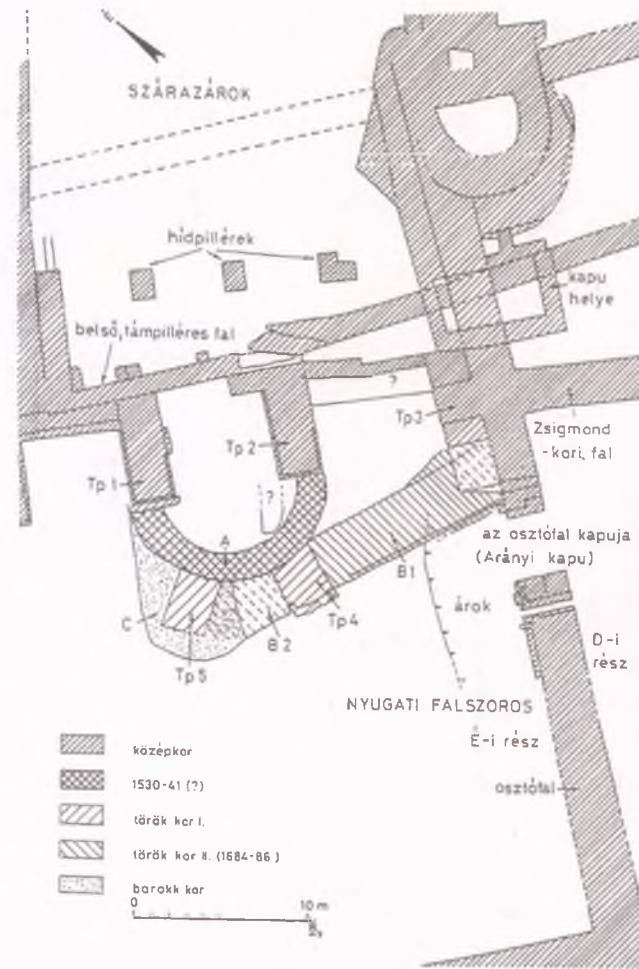 É
SZÁRAZÁROK
hídpillérek
kapu
helye
belső, támpilléres fal
?
Tp 3
Zsigmond
-kori, fal
Tp 2
Tp 1
?
az osztófal kapuja
(Arányi kapu)
A
B1
árok
C
Tp 4
B 2
D-i
rész
Tp 5
NYUGATI FALSZOROS
É-i rész
osztófal
középkor
1530-41 (?)
török kor I.
török kor II. (1684-86)
barokk kor
0
10 m